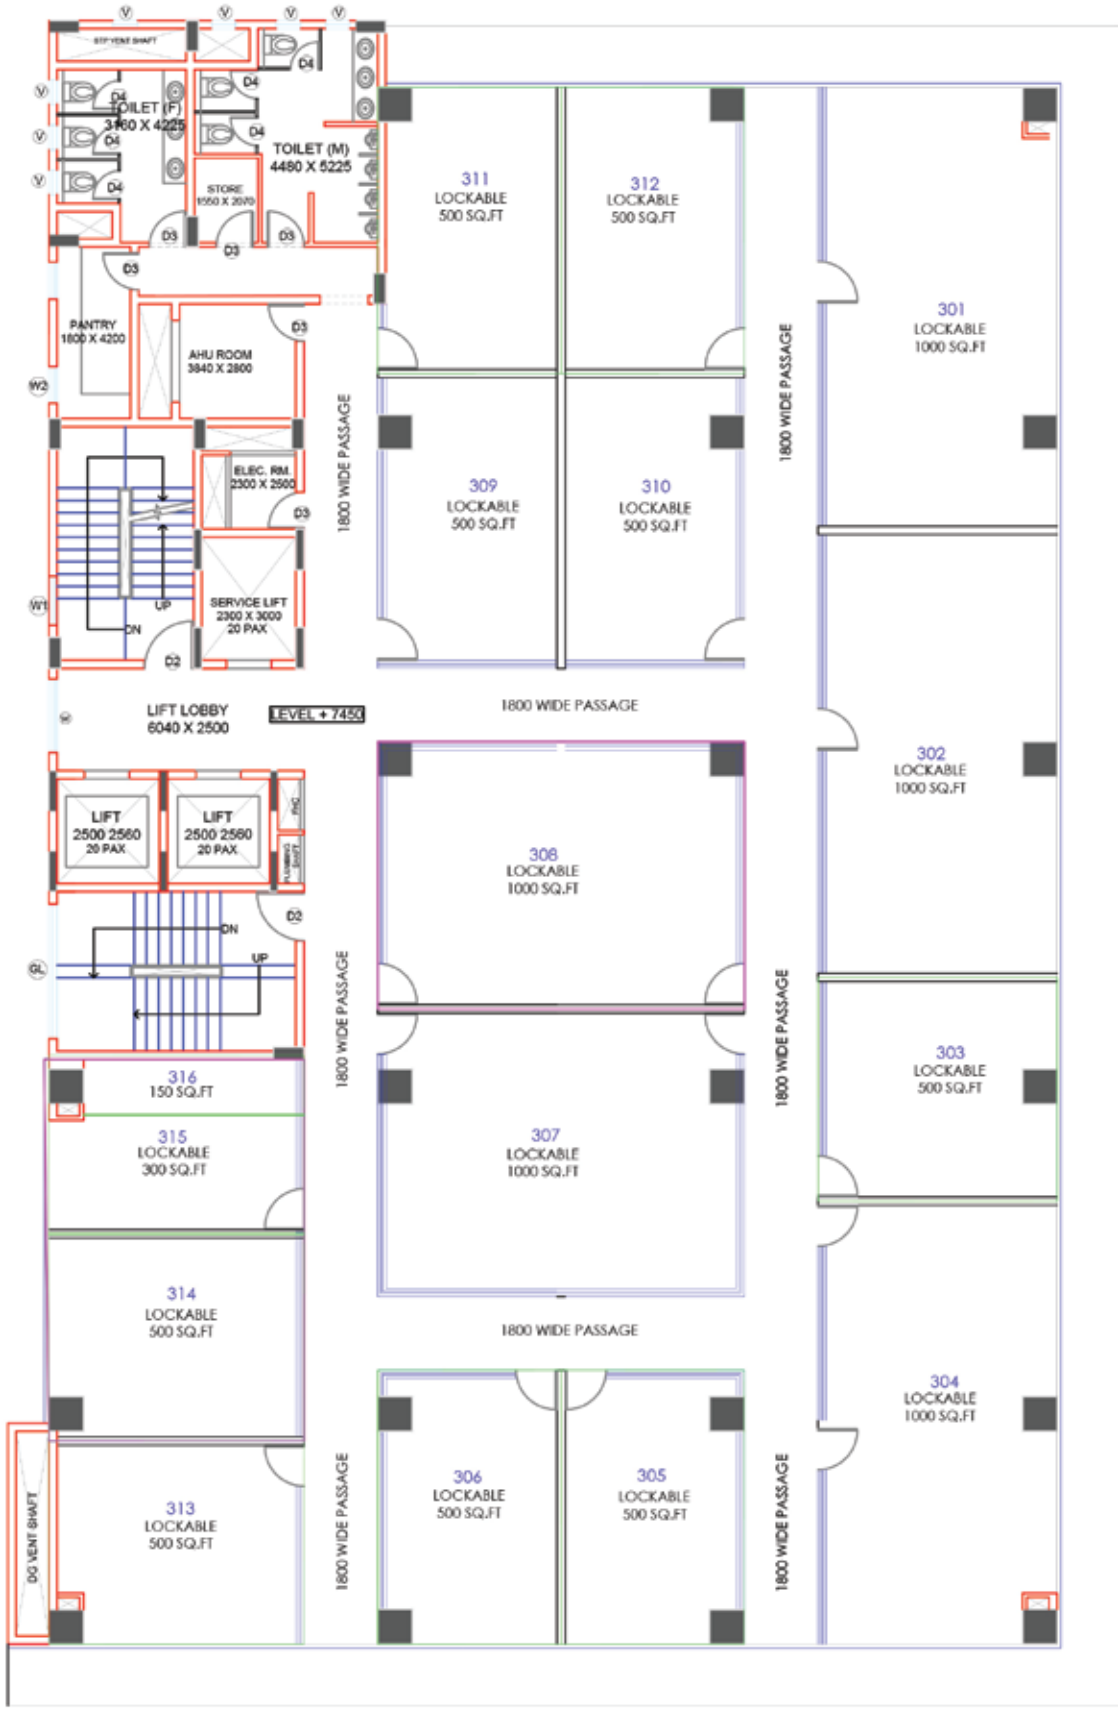 V
V
V
V
STP VENT SHAFT
V
V
V
D4
D4
D4
D4
D4
D4
TOILET (F)
3160 X 4225
TOILET (M)
4480 X 5225
STORE
1550 X 2070
D3
D3
D3
D3
PANTRY
1800 X 4200
AHU ROOM
3840 X 2800
D3
W2
ELEC. RM.
2300 X 2500
D3
SERVICE LIFT
2300 X 3000
20 PAX
UP
DN
W1
D2
LIFT LOBBY
6040 X 2500
LEVEL + 7450
W
LIFT
2500 2560
20 PAX
LIFT
2500 2560
20 PAX
FHC
PLUMBING
SHAFT
D2
DN
UP
GL
311
LOCKABLE
500 SQ.FT
312
LOCKABLE
500 SQ.FT
301
LOCKABLE
1000 SQ.FT
1800 WIDE PASSAGE
1800 WIDE PASSAGE
309
LOCKABLE
500 SQ.FT
310
LOCKABLE
500 SQ.FT
1800 WIDE PASSAGE
302
LOCKABLE
1000 SQ.FT
308
LOCKABLE
1000 SQ.FT
1800 WIDE PASSAGE
1800 WIDE PASSAGE
303
LOCKABLE
500 SQ.FT
316
150 SQ.FT
315
LOCKABLE
300 SQ.FT
307
LOCKABLE
1000 SQ.FT
314
LOCKABLE
500 SQ.FT
1800 WIDE PASSAGE
304
LOCKABLE
1000 SQ.FT
306
LOCKABLE
500 SQ.FT
305
LOCKABLE
500 SQ.FT
313
LOCKABLE
500 SQ.FT
1800 WIDE PASSAGE
1800 WIDE PASSAGE
DG VENT SHAFT